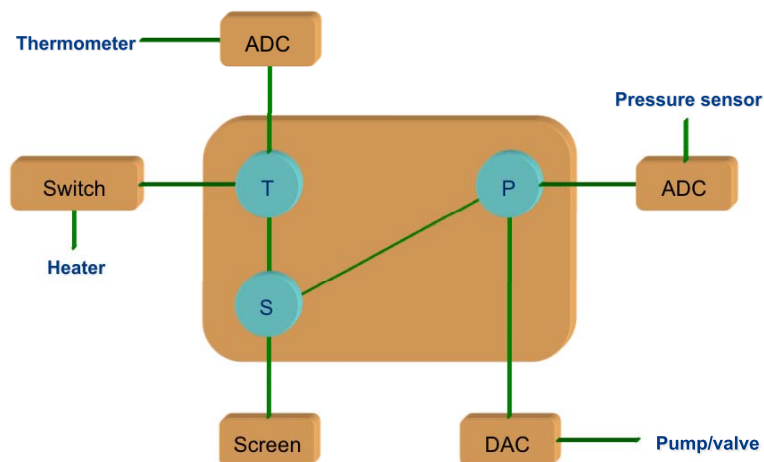 ADC
Thermometer
Pressure sensor
Switch
T
P
ADC
Heater
S
Screen
DAC
Pump/valve